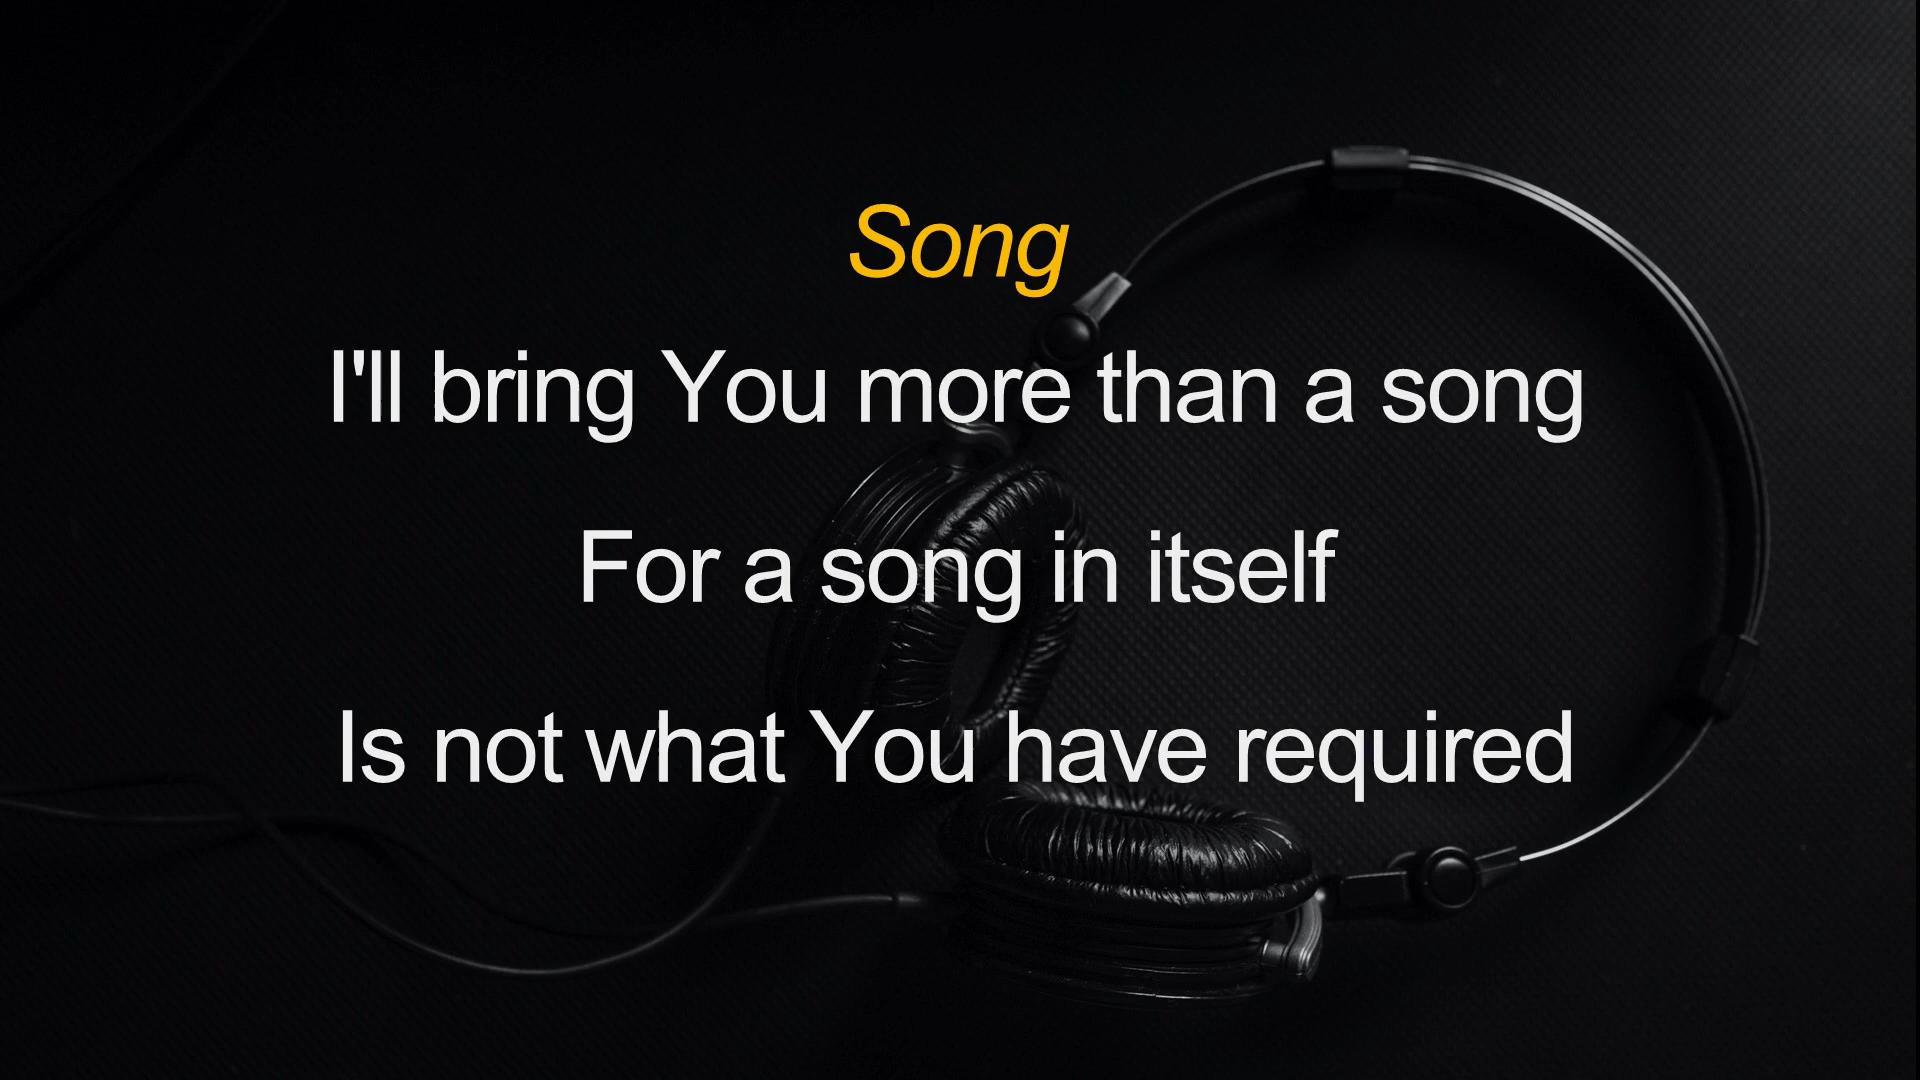 Song
I'll bring You more than a song
For a song in itself
Is not what You have required